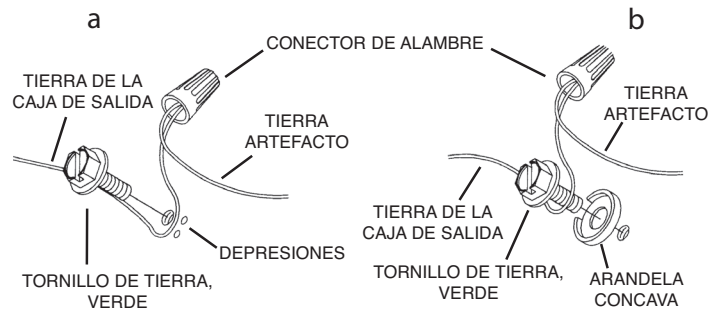 a
b
CONECTOR DE ALAMBRE
TIERRA DE LA
CAJA DE SALIDA
TIERRA
ARTEFACTO
DEPRESIONES
TORNILLO DE TIERRA,
VERDE
TIERRA
ARTEFACTO
TIERRA DE LA
CAJA DE SALIDA
TORNILLO DE TIERRA,
VERDE
ARANDELA
CONCAVA